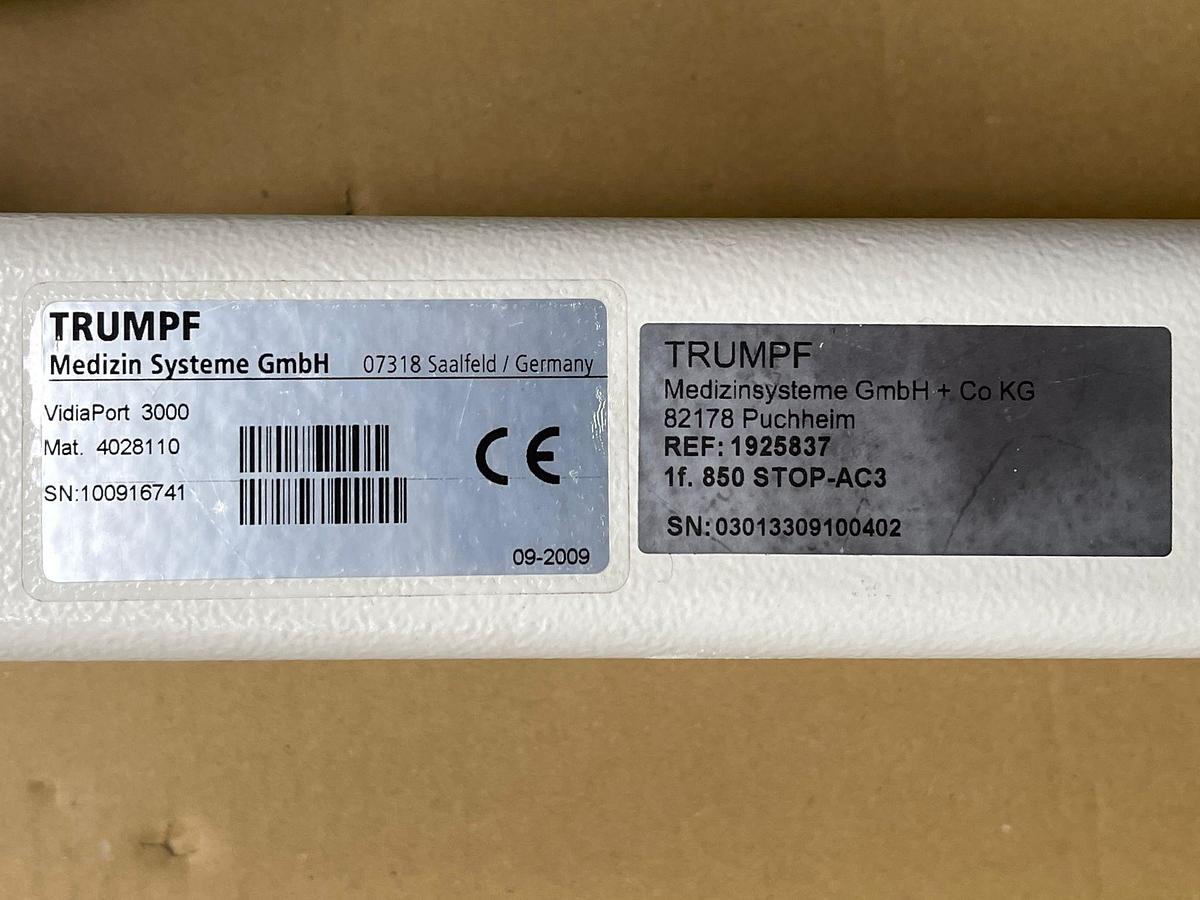 TRUMPF
Medizin Systeme GmbH 07318 Saalfeld / Germany
VidiaPort 3000
Mat. 4028110
SN:100916741
CE
09-2009
TRUMPF
Medizinsysteme GmbH + Co KG
82178 Puchheim
REF: 1925837
1f. 850 STOP-AC3
SN: 03013309100402